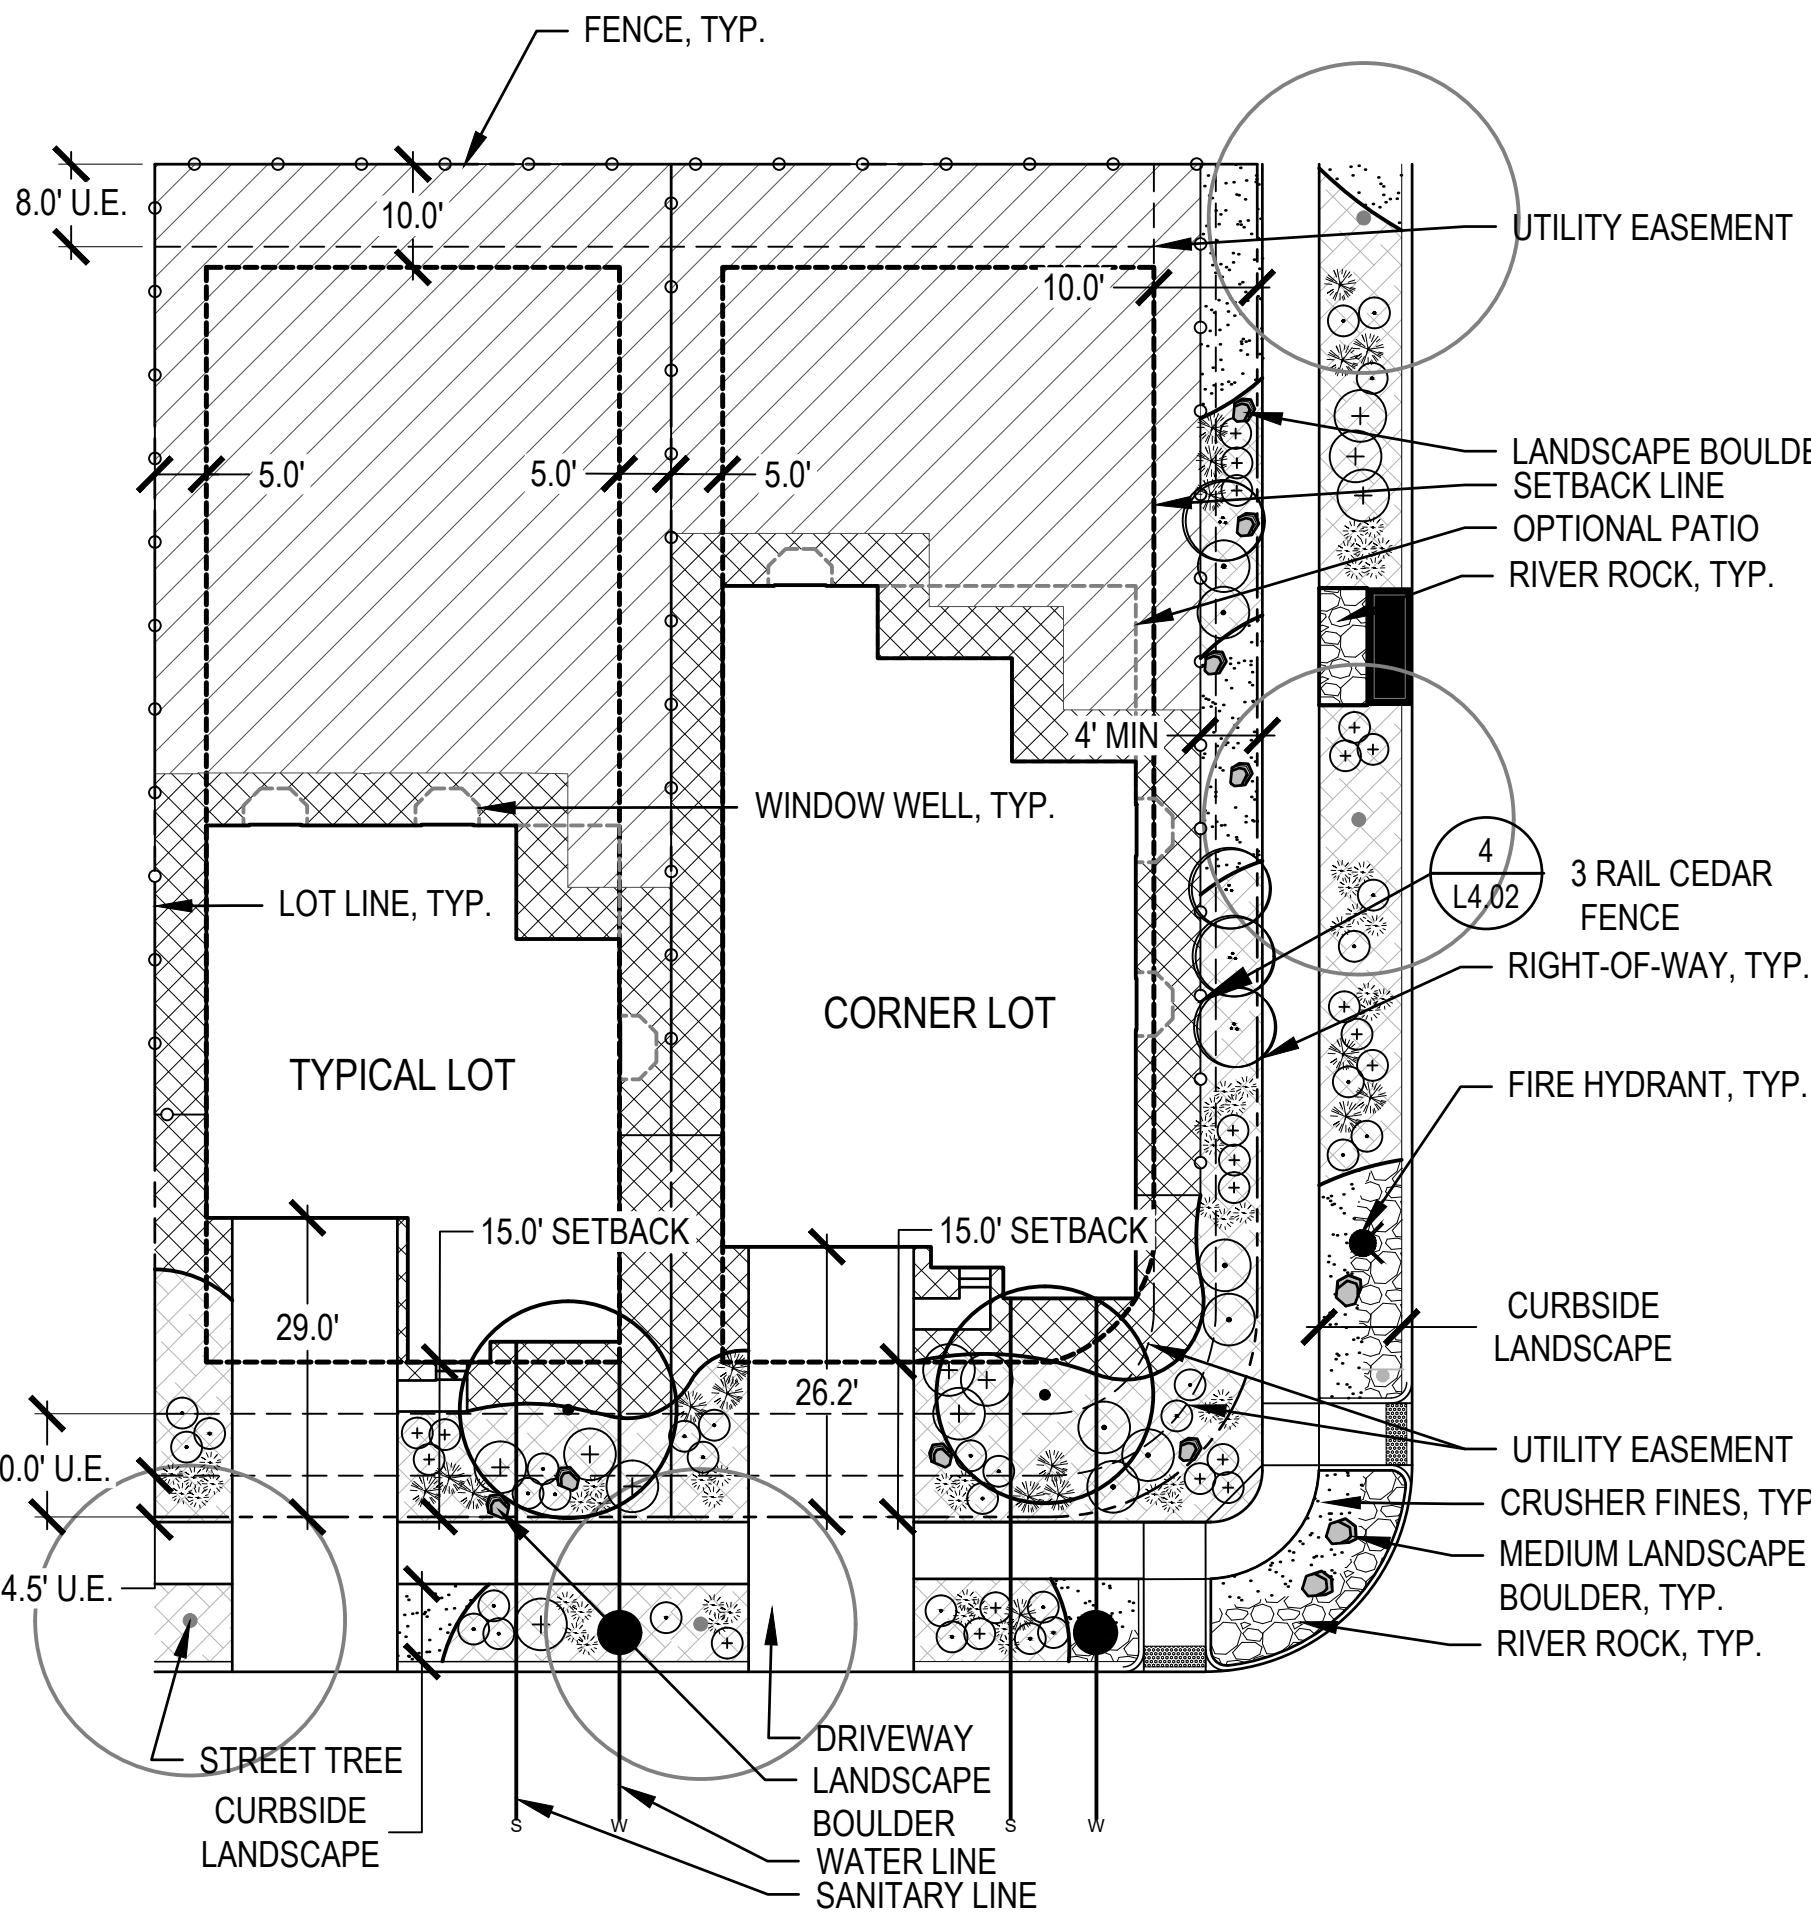 FENCE, TYP.
8.0' U.E.
10.0'
UTILITY EASEMENT
10.0'
LANDSCAPE BOULDE
5.0'
5.0'
5.0'
SETBACK LINE
OPTIONAL PATIO
RIVER ROCK, TYP.
4' MIN
WINDOW WELL, TYP.
4
L4.02
3 RAIL CEDAR
FENCE
LOT LINE, TYP.
RIGHT-OF-WAY, TYP.
CORNER LOT
TYPICAL LOT
FIRE HYDRANT, TYP.
15.0' SETBACK
15.0' SETBACK
29.0'
CURBSIDE
LANDSCAPE
26.2'
0.0' U.E.
UTILITY EASEMENT
CRUSHER FINES, TYP
MEDIUM LANDSCAPE
BOULDER, TYP.
4.5' U.E.
RIVER ROCK, TYP.
STREET TREE
DRIVEWAY
LANDSCAPE
BOULDER
CURBSIDE
LANDSCAPE
S
W
S
W
WATER LINE
SANITARY LINE